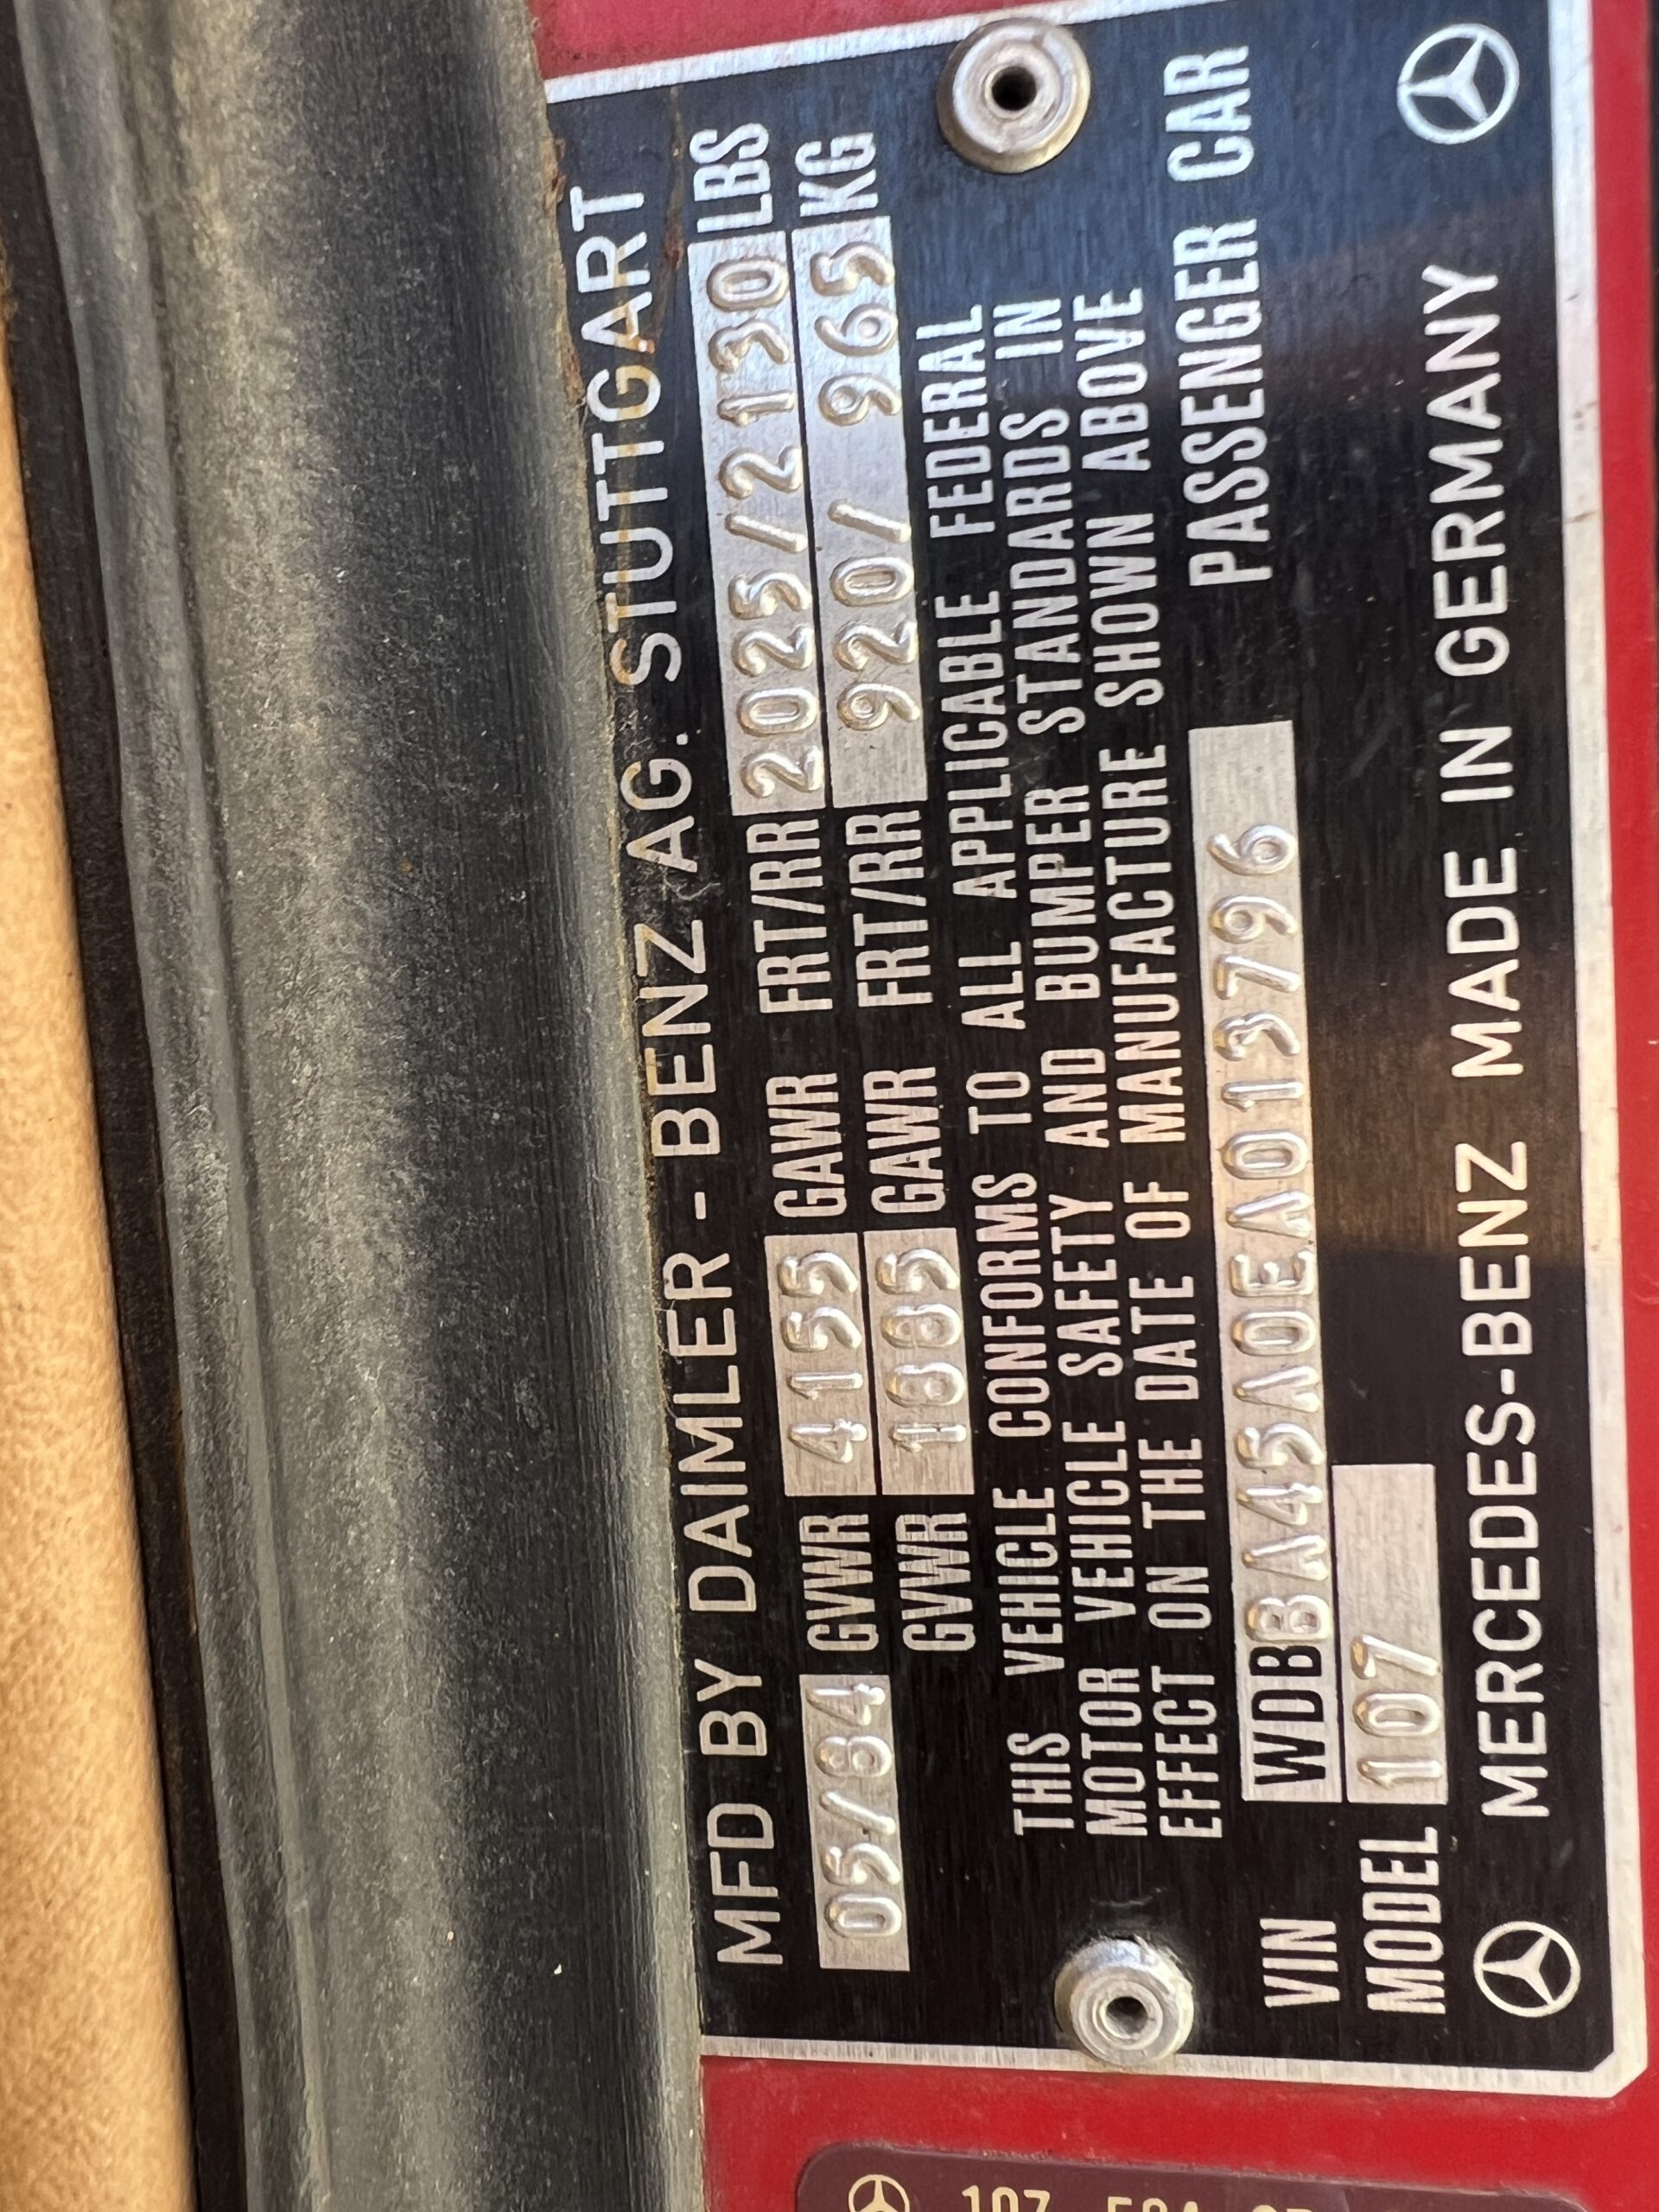 MFD BY DAIMLER - BENZ AG. STUTTGART
05/84 GVWR 4155 GAWR FRT/RR 2025/2130 LBS
GVWR 1885 GAWR FRT/RR 920/ 965 KG
THIS VEHICLE CONFORMS TO ALL APPLICABLE FEDERAL
MOTOR VEHICLE SAFETY AND BUMPER STANDARDS IN
EFFECT ON THE DATE OF MANUFACTURE SHOWN ABOVE
VIN WDBBA45A0EA013796 PASSENGER CAR
MODEL 107
MERCEDES-BENZ MADE IN GERMANY
107